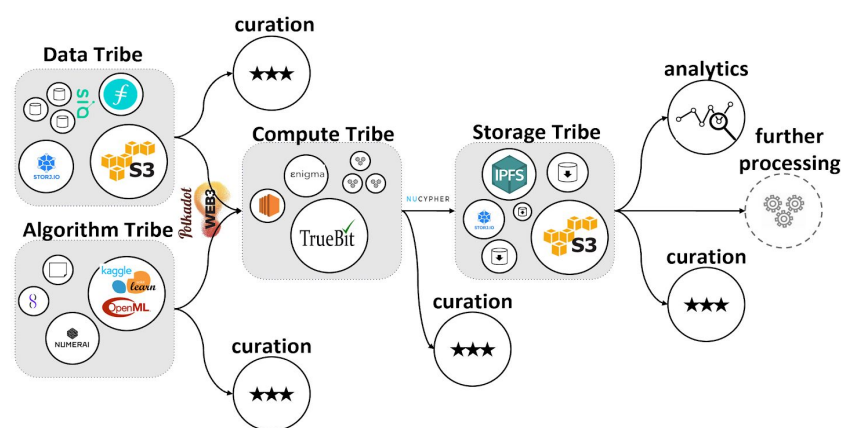 curation
Data Tribe
sia
STORJ.IO
S3
Compute Tribe
enigma
TrueBit
Polkadot
WEB3
Algorithm Tribe
kaggle
learn
OpenML
NUMERAI
curation
NUCYPHER
Storage Tribe
IPFS
STORJ.IO
S3
curation
analytics
further
processing
curation